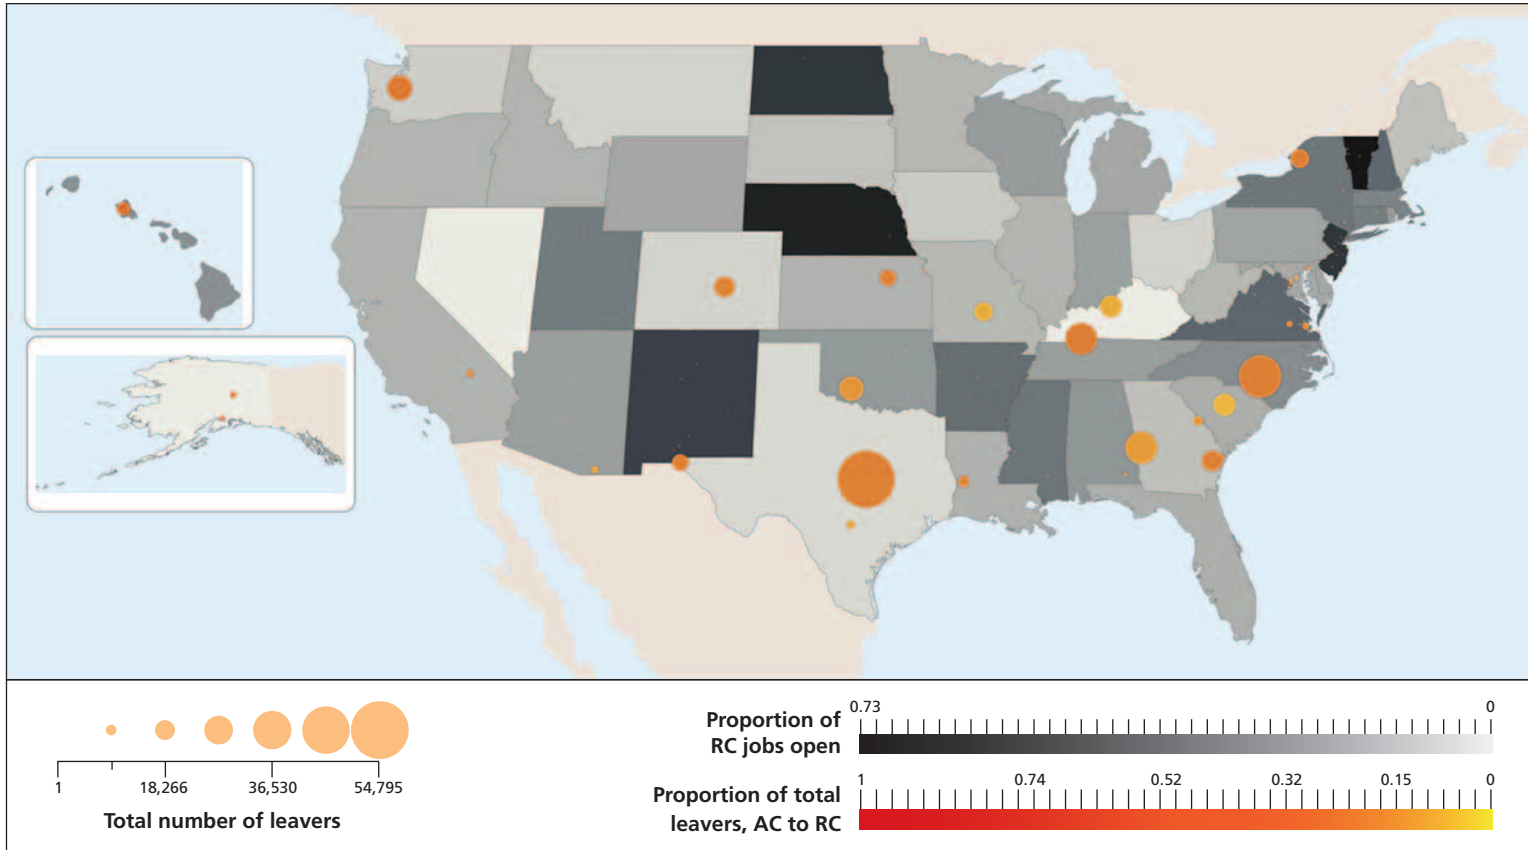 1
18,266
36,530
54,795
Total number of leavers
Proportion of
RC jobs open
0.73
0
Proportion of total
leavers, AC to RC
1
0.74
0.52
0.32
0.15
0